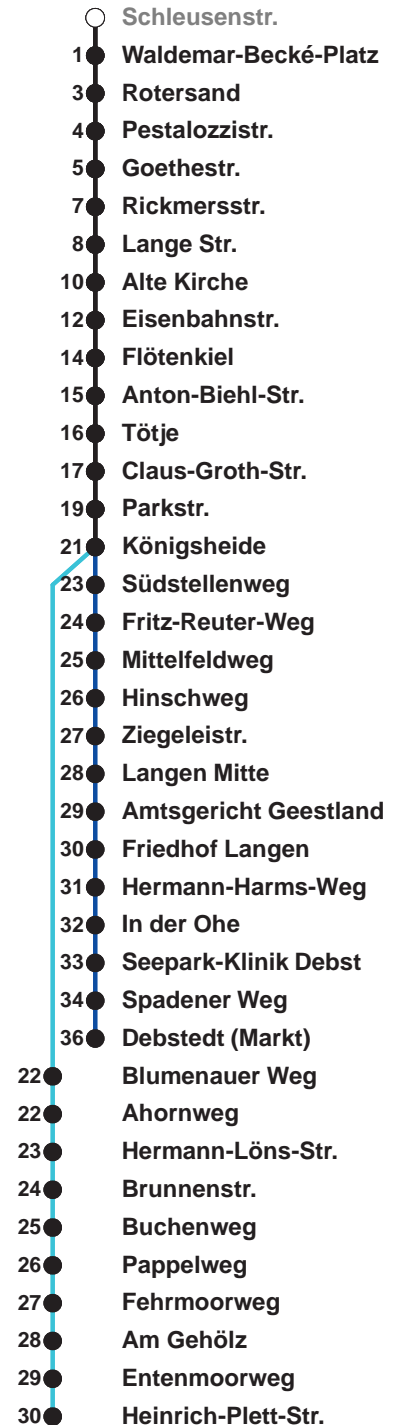 Schleusenstr.
1 Waldemar-Becké-Platz
3 Rotersand
4 Pestalozzistr.
5 Goethestr.
7 Rickmersstr.
8 Lange Str.
10 Alte Kirche
12 Eisenbahnstr.
14 Flötenkiel
15 Anton-Biehl-Str.
16 Tötje
17 Claus-Groth-Str.
19 Parkstr.
21 Königsheide
23 Südstellenweg
24 Fritz-Reuter-Weg
25 Mittelfeldweg
26 Hinschweg
27 Ziegeleistr.
28 Langen Mitte
29 Amtsgericht Geestland
30 Friedhof Langen
31 Hermann-Harms-Weg
32 In der Ohe
33 Seepark-Klinik Debst
34 Spadener Weg
36 Debstedt (Markt)
22 Blumenauer Weg
22 Ahornweg
23 Hermann-Löns-Str.
24 Brunnenstr.
25 Buchenweg
26 Pappelweg
27 Fehrmoorweg
28 Am Gehölz
29 Entenmoorweg
30 Heinrich-Plett-Str.